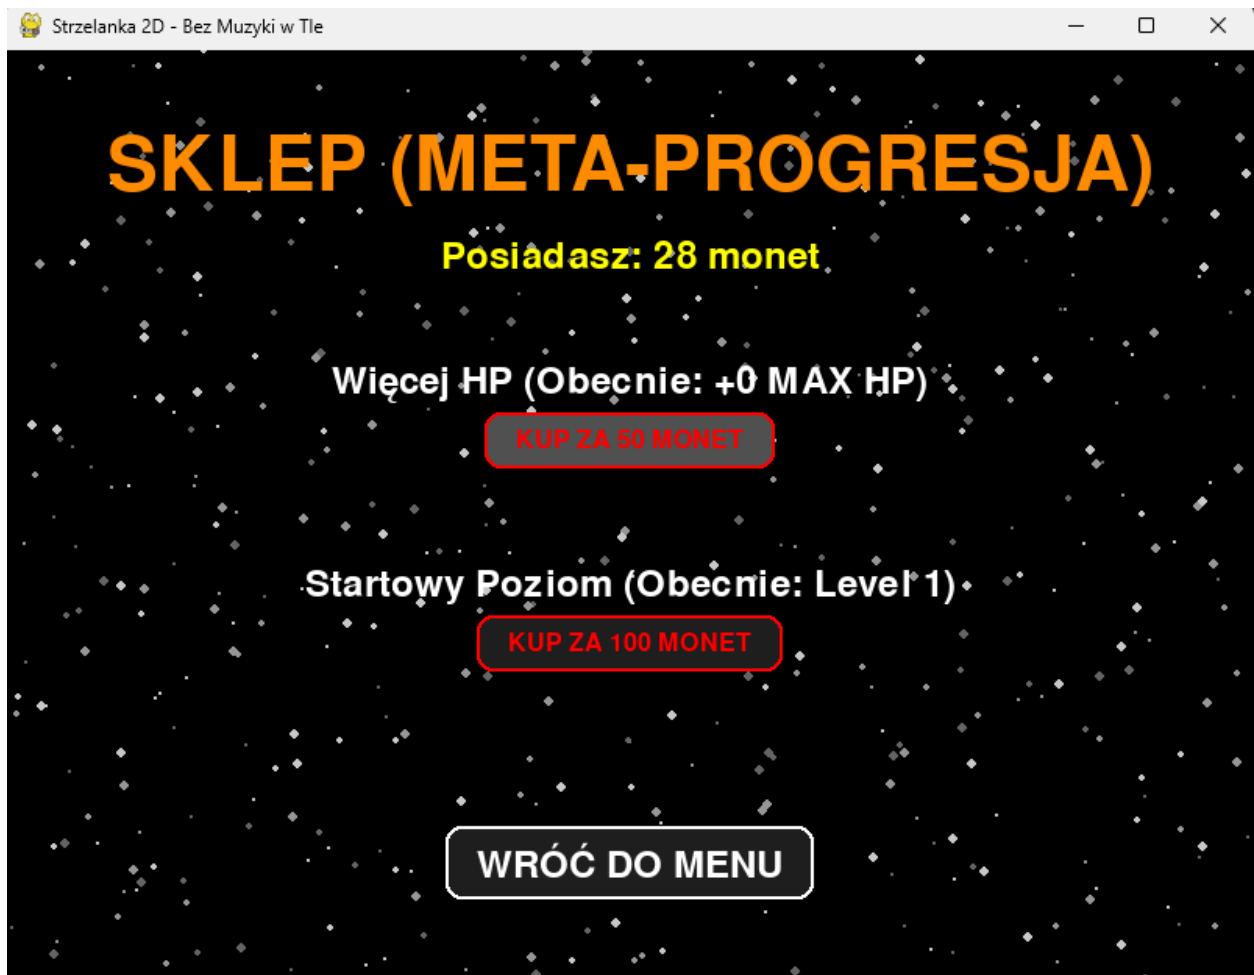 Strzelanka 2D - Bez Muzyki w Tle
SKLEP (META-PROGRESJA)
Posiadasz: 28 monet
Więcej HP (Obecnie: +0 MAX HP)
KUP ZA 50 MONET
Startowy Poziom (Obecnie: Level 1)
KUP ZA 100 MONET
WRÓĆ DO MENU